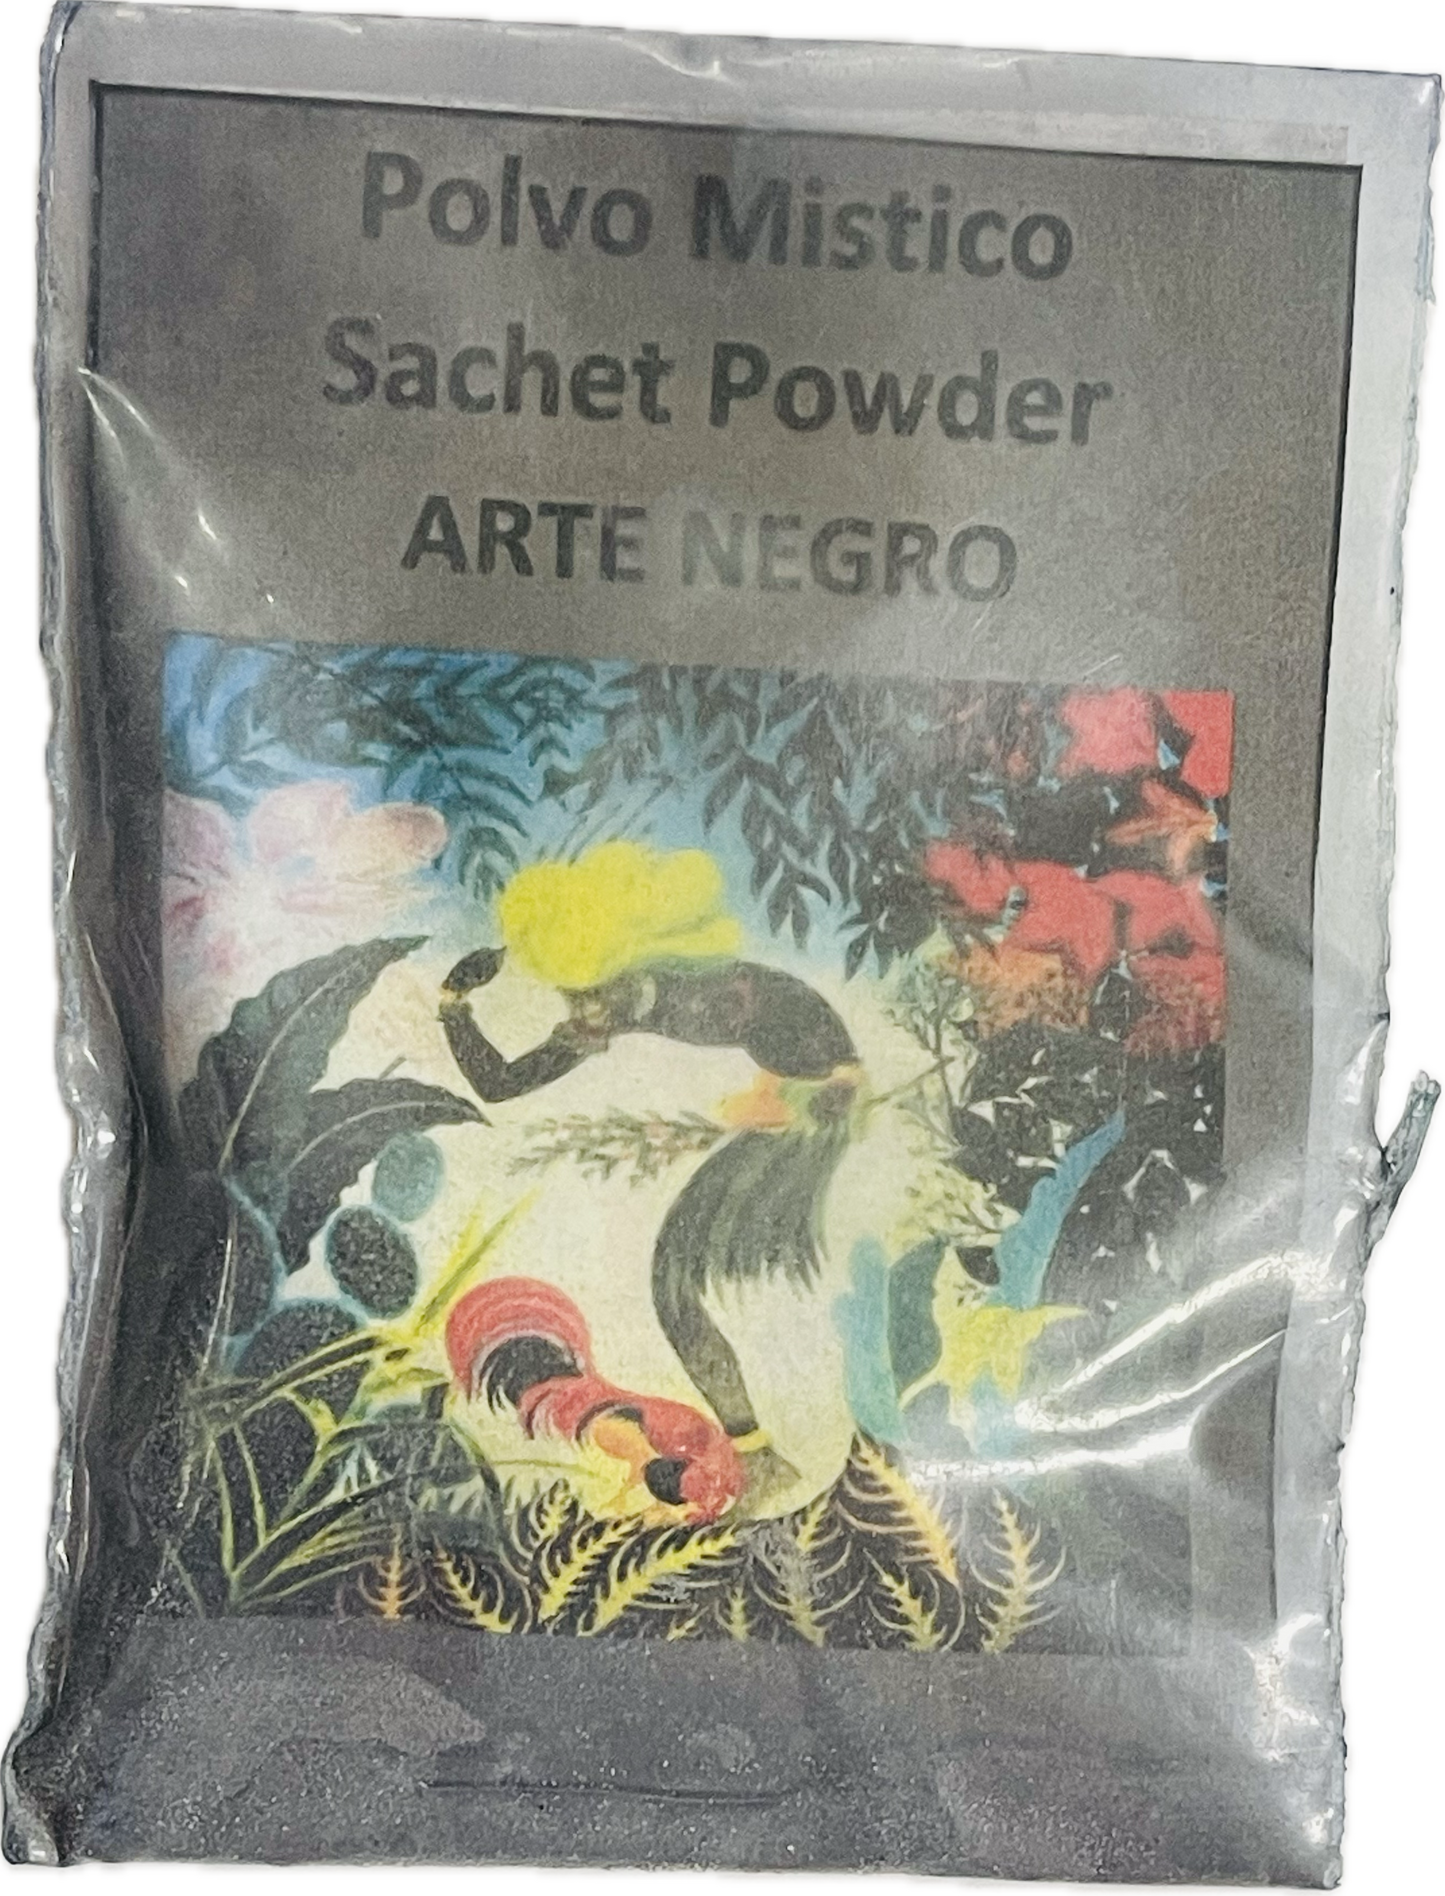 Polvo Mistico
Sachet Powder
ARTE NEGRO